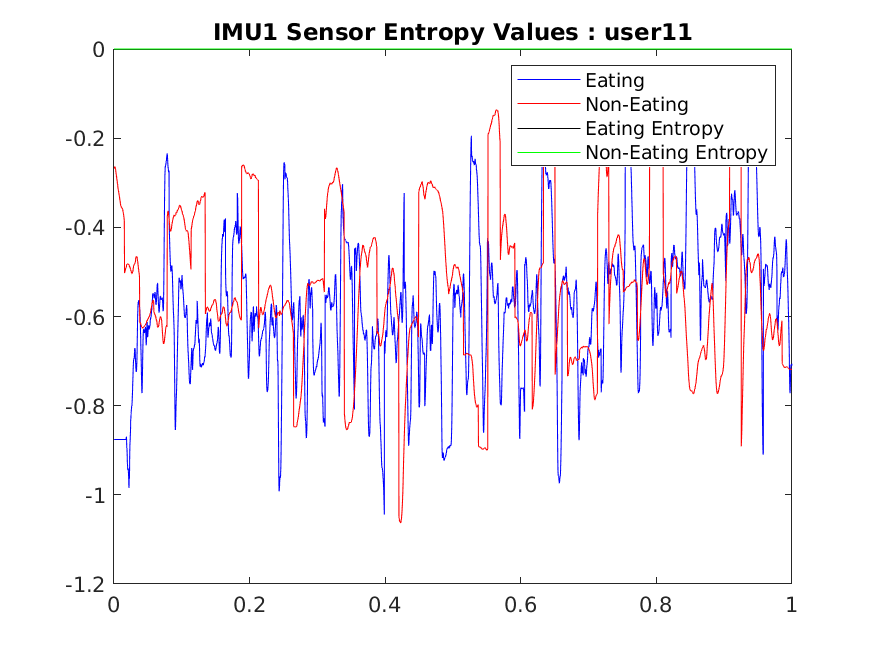 IMU1 Sensor Entropy Values : user11
0
-0.2
-0.4
-0.6
-0.8
-1
-1.2
0 0.2 0.4 0.6 0.8 1
Eating
Non-Eating
Eating Entropy
Non-Eating Entropy